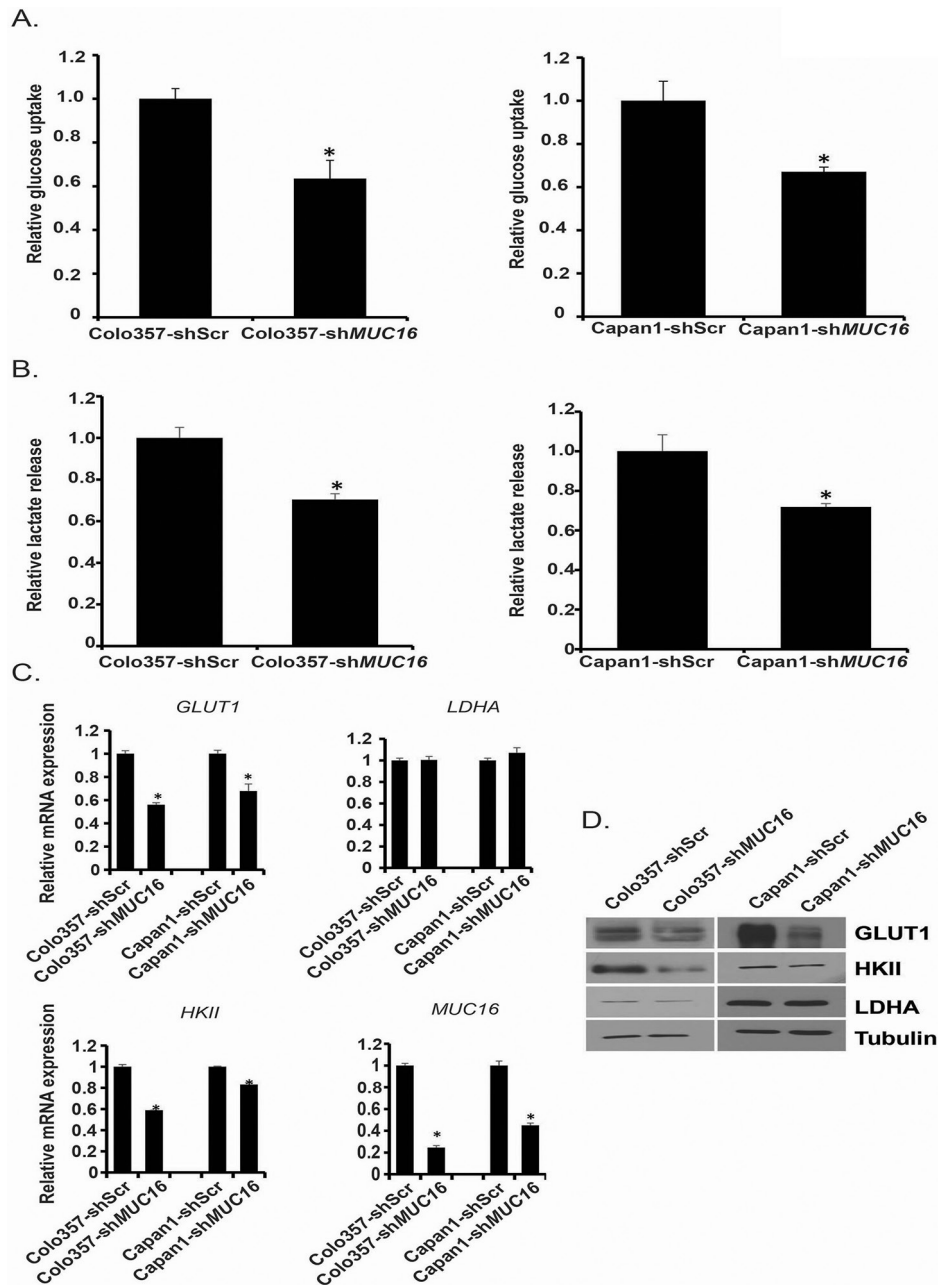 A.
Relative glucose uptake
1.2
1.0
0.8
0.6
0.4
0.2
0
*
Colo357-shScr
Colo357-shMUC16
Relative glucose uptake
1.2
1.0
0.8
0.6
0.4
0.2
0
*
Capan1-shScr
Capan1-shMUC16
B.
Relative lactate release
1.2
1.0
0.8
0.6
0.4
0.2
0
*
Colo357-shScr
Colo357-shMUC16
Relative lactate release
1.2
1.0
0.8
0.6
0.4
0.2
0
*
Capan1-shScr
Capan1-shMUC16
C.
GLUT1
Relative mRNA expression
1.2
1
0.8
0.6
0.4
0.2
0
*
*
Colo357-shScr
Colo357-shMUC16
Capan1-shScr
Capan1-shMUC16
LDHA
1.2
1
0.8
0.6
0.4
0.2
0
Colo357-shScr
Colo357-shMUC16
Capan1-shScr
Capan1-shMUC16
HKII
Relative mRNA expression
1.2
1
0.8
0.6
0.4
0.2
0
*
*
Colo357-shScr
Colo357-shMUC16
Capan1-shScr
Capan1-shMUC16
MUC16
1.2
1
0.8
0.6
0.4
0.2
0
*
*
Colo357-shScr
Colo357-shMUC16
Capan1-shScr
Capan1-shMUC16
D.
Colo357-shScr
Colo357-shMUC16
Capan1-shScr
Capan1-shMUC16
GLUT1
HKII
LDHA
Tubulin